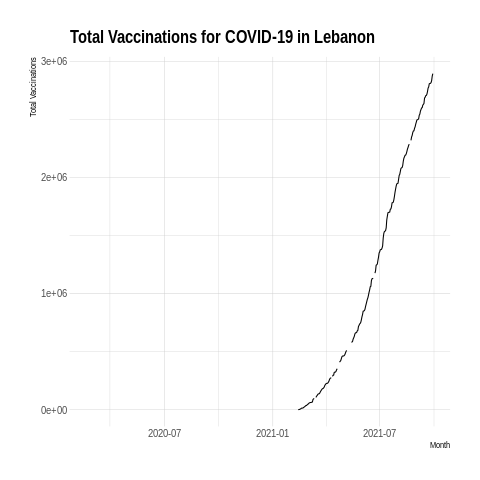 Total Vaccinations for COVID-19 in Lebanon
Total Vaccinations
3e+06
2e+06
1e+06
0e+00
2020-07 2021-01 2021-07
Month